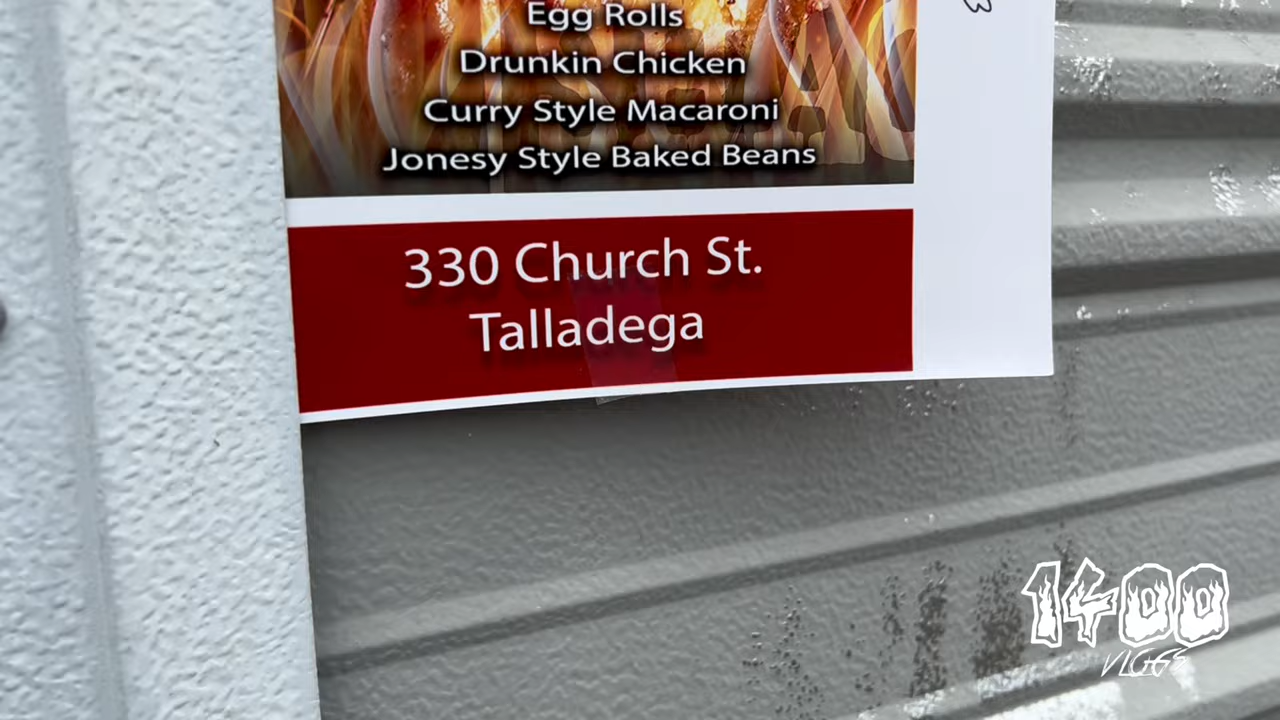 Egg Rolls
Drunkin Chicken
Curry Style Macaroni
Jonesy Style Baked Beans
330 Church St.
Talladega
1400
VLOGS